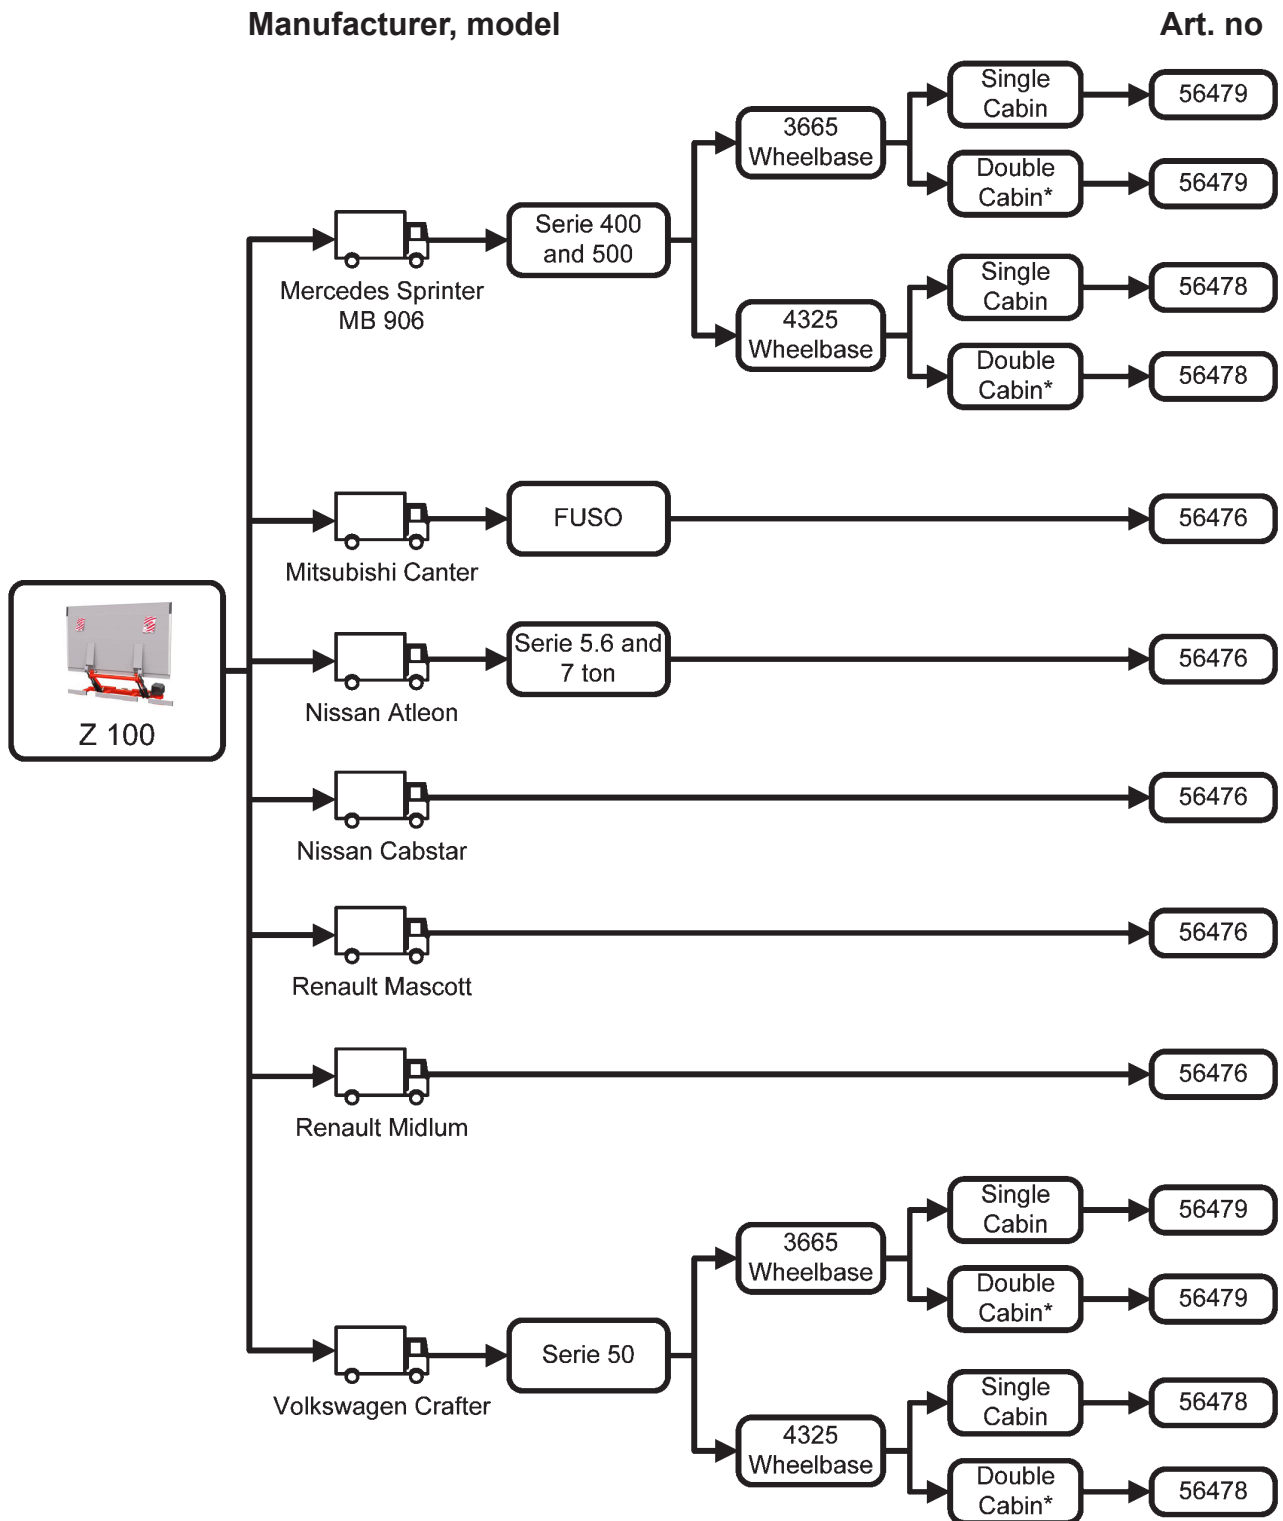 Manufacturer, model
Art. no
Single
Cabin
56479
3665
Wheelbase
Double
Cabin*
56479
Serie 400
and 500
Mercedes Sprinter
MB 906
Single
Cabin
56478
4325
Wheelbase
Double
Cabin*
56478
FUSO
56476
Mitsubishi Canter
Serie 5.6 and
7 ton
56476
Nissan Atleon
Z 100
56476
Nissan Cabstar
56476
Renault Mascott
56476
Renault Midlum
Single
Cabin
56479
3665
Wheelbase
Double
Cabin*
56479
Serie 50
Volkswagen Crafter
Single
Cabin
56478
4325
Wheelbase
Double
Cabin*
56478